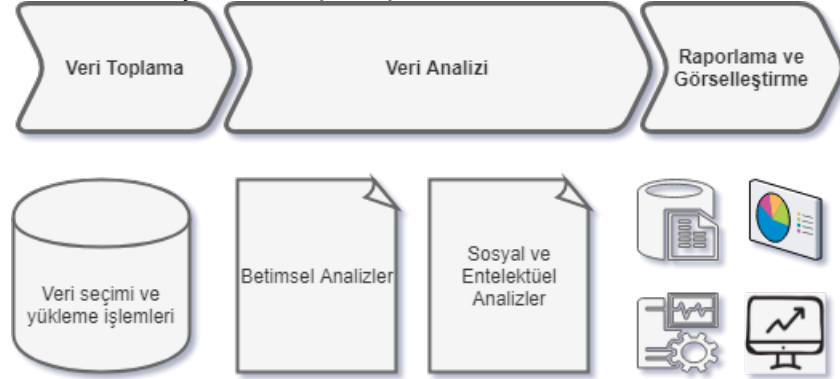 Veri Toplama
Veri Analizi
Raporlama ve
Görselleştirme
Veri seçimi ve
yükleme işlemleri
Betimsel Analizler
Sosyal ve
Entelektüel
Analizler